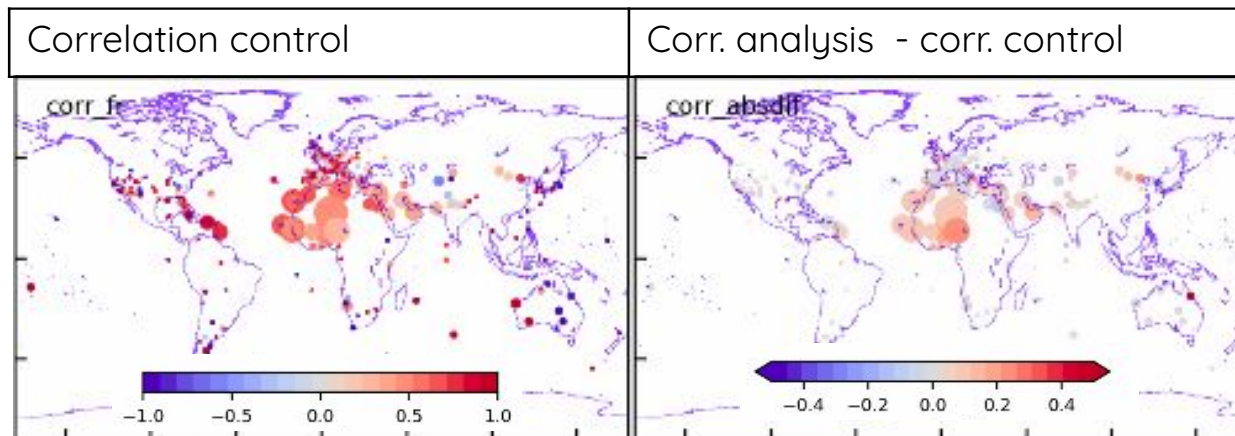 Correlation control
Corr. analysis - corr. control
corr_fr
corr_absdif
-1.0 -0.5 0.0 0.5 1.0
-0.4 -0.2 0.0 0.2 0.4